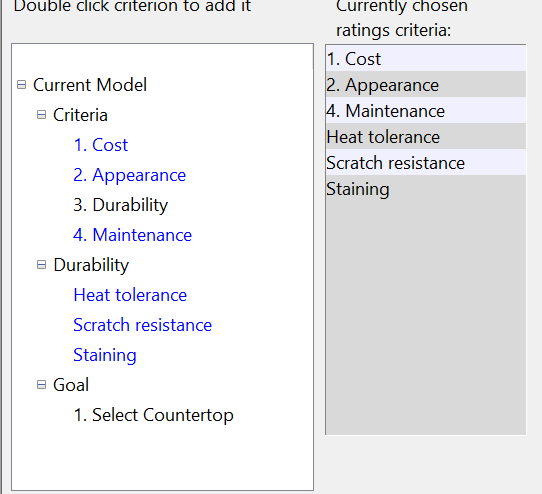 Double click criterion to add it
Currently chosen
ratings criteria:
Current Model
Criteria
1. Cost
2. Appearance
3. Durability
4. Maintenance
Durability
Heat tolerance
Scratch resistance
Staining
Goal
1. Select Countertop
1. Cost
2. Appearance
4. Maintenance
Heat tolerance
Scratch resistance
Staining